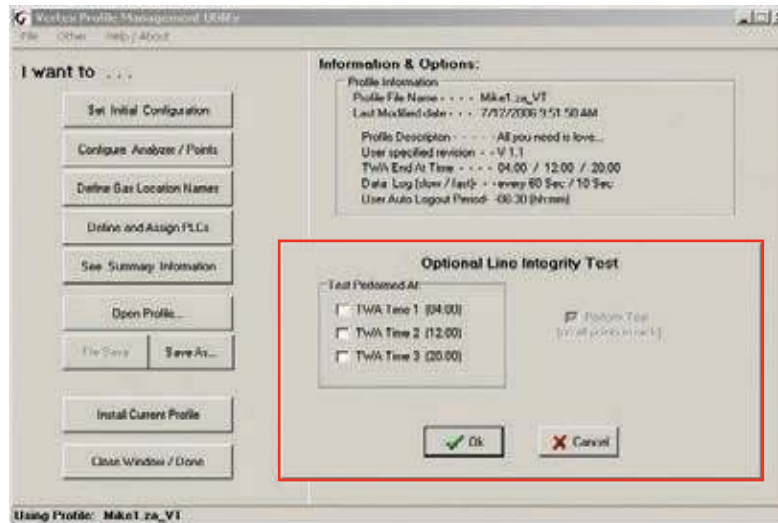 Vertex Profile Management Utility
File Other Help / About
I want to . . .
Set Initial Configuration
Configure Analyzer / Points
Define Gas Location Names
Define and Assign PLCs
See Summary Information
Open Profile...
File Save
Save As...
Install Current Profile
Close Window / Done
Information & Options:
Profile Information
Profile File Name - - - - Mike1.za_VT
Last Modified date - - - 7/12/2006 9:51:50 AM
Profile Description - - - - - All you need is love...
User specified revision - - V 1.1
TWA End At Time - - - - 04:00 / 12:00 / 20:00
Data Log (slow / fast)- - -every 60 Sec / 10 Sec
User Auto Logout Period- -08:30 (hh:mm)
Optional Line Integrity Test
Test Performed At:
TWA Time 1 (04:00)
TWA Time 2 (12:00)
TWA Time 3 (20:00)
Perform Test
(on all points in rack)
Ok
Cancel
Using Profile: Mike1.za_VT